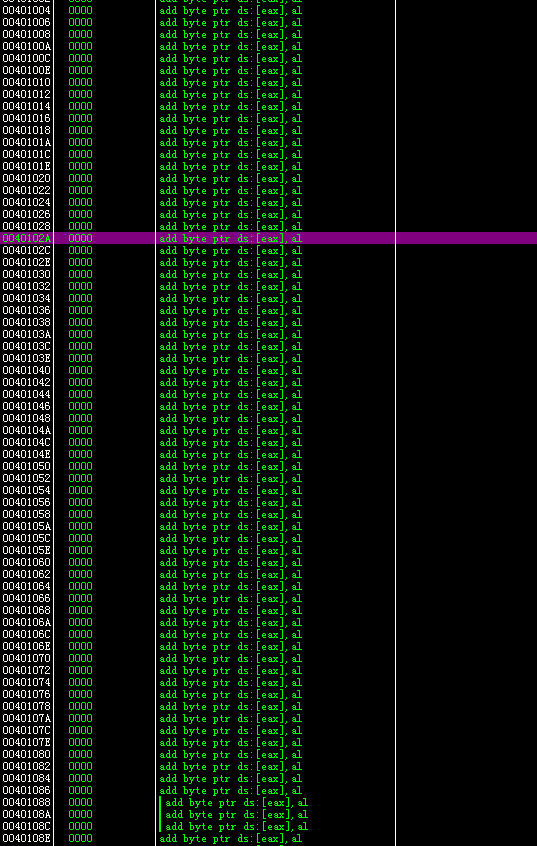 00401004 0000 add byte ptr ds:[eax],al
00401006 0000 add byte ptr ds:[eax],al
00401008 0000 add byte ptr ds:[eax],al
0040100A 0000 add byte ptr ds:[eax],al
0040100C 0000 add byte ptr ds:[eax],al
0040100E 0000 add byte ptr ds:[eax],al
00401010 0000 add byte ptr ds:[eax],al
00401012 0000 add byte ptr ds:[eax],al
00401014 0000 add byte ptr ds:[eax],al
00401016 0000 add byte ptr ds:[eax],al
00401018 0000 add byte ptr ds:[eax],al
0040101A 0000 add byte ptr ds:[eax],al
0040101C 0000 add byte ptr ds:[eax],al
0040101E 0000 add byte ptr ds:[eax],al
00401020 0000 add byte ptr ds:[eax],al
00401022 0000 add byte ptr ds:[eax],al
00401024 0000 add byte ptr ds:[eax],al
00401026 0000 add byte ptr ds:[eax],al
00401028 0000 add byte ptr ds:[eax],al
0040102A 0000 add byte ptr ds:[eax],al
0040102C 0000 add byte ptr ds:[eax],al
0040102E 0000 add byte ptr ds:[eax],al
00401030 0000 add byte ptr ds:[eax],al
00401032 0000 add byte ptr ds:[eax],al
00401034 0000 add byte ptr ds:[eax],al
00401036 0000 add byte ptr ds:[eax],al
00401038 0000 add byte ptr ds:[eax],al
0040103A 0000 add byte ptr ds:[eax],al
0040103C 0000 add byte ptr ds:[eax],al
0040103E 0000 add byte ptr ds:[eax],al
00401040 0000 add byte ptr ds:[eax],al
00401042 0000 add byte ptr ds:[eax],al
00401044 0000 add byte ptr ds:[eax],al
00401046 0000 add byte ptr ds:[eax],al
00401048 0000 add byte ptr ds:[eax],al
0040104A 0000 add byte ptr ds:[eax],al
0040104C 0000 add byte ptr ds:[eax],al
0040104E 0000 add byte ptr ds:[eax],al
00401050 0000 add byte ptr ds:[eax],al
00401052 0000 add byte ptr ds:[eax],al
00401054 0000 add byte ptr ds:[eax],al
00401056 0000 add byte ptr ds:[eax],al
00401058 0000 add byte ptr ds:[eax],al
0040105A 0000 add byte ptr ds:[eax],al
0040105C 0000 add byte ptr ds:[eax],al
0040105E 0000 add byte ptr ds:[eax],al
00401060 0000 add byte ptr ds:[eax],al
00401062 0000 add byte ptr ds:[eax],al
00401064 0000 add byte ptr ds:[eax],al
00401066 0000 add byte ptr ds:[eax],al
00401068 0000 add byte ptr ds:[eax],al
0040106A 0000 add byte ptr ds:[eax],al
0040106C 0000 add byte ptr ds:[eax],al
0040106E 0000 add byte ptr ds:[eax],al
00401070 0000 add byte ptr ds:[eax],al
00401072 0000 add byte ptr ds:[eax],al
00401074 0000 add byte ptr ds:[eax],al
00401076 0000 add byte ptr ds:[eax],al
00401078 0000 add byte ptr ds:[eax],al
0040107A 0000 add byte ptr ds:[eax],al
0040107C 0000 add byte ptr ds:[eax],al
0040107E 0000 add byte ptr ds:[eax],al
00401080 0000 add byte ptr ds:[eax],al
00401082 0000 add byte ptr ds:[eax],al
00401084 0000 add byte ptr ds:[eax],al
00401086 0000 add byte ptr ds:[eax],al
00401088 0000 add byte ptr ds:[eax],al
0040108A 0000 add byte ptr ds:[eax],al
0040108C 0000 add byte ptr ds:[eax],al
0040108E 0000 add byte ptr ds:[eax],al